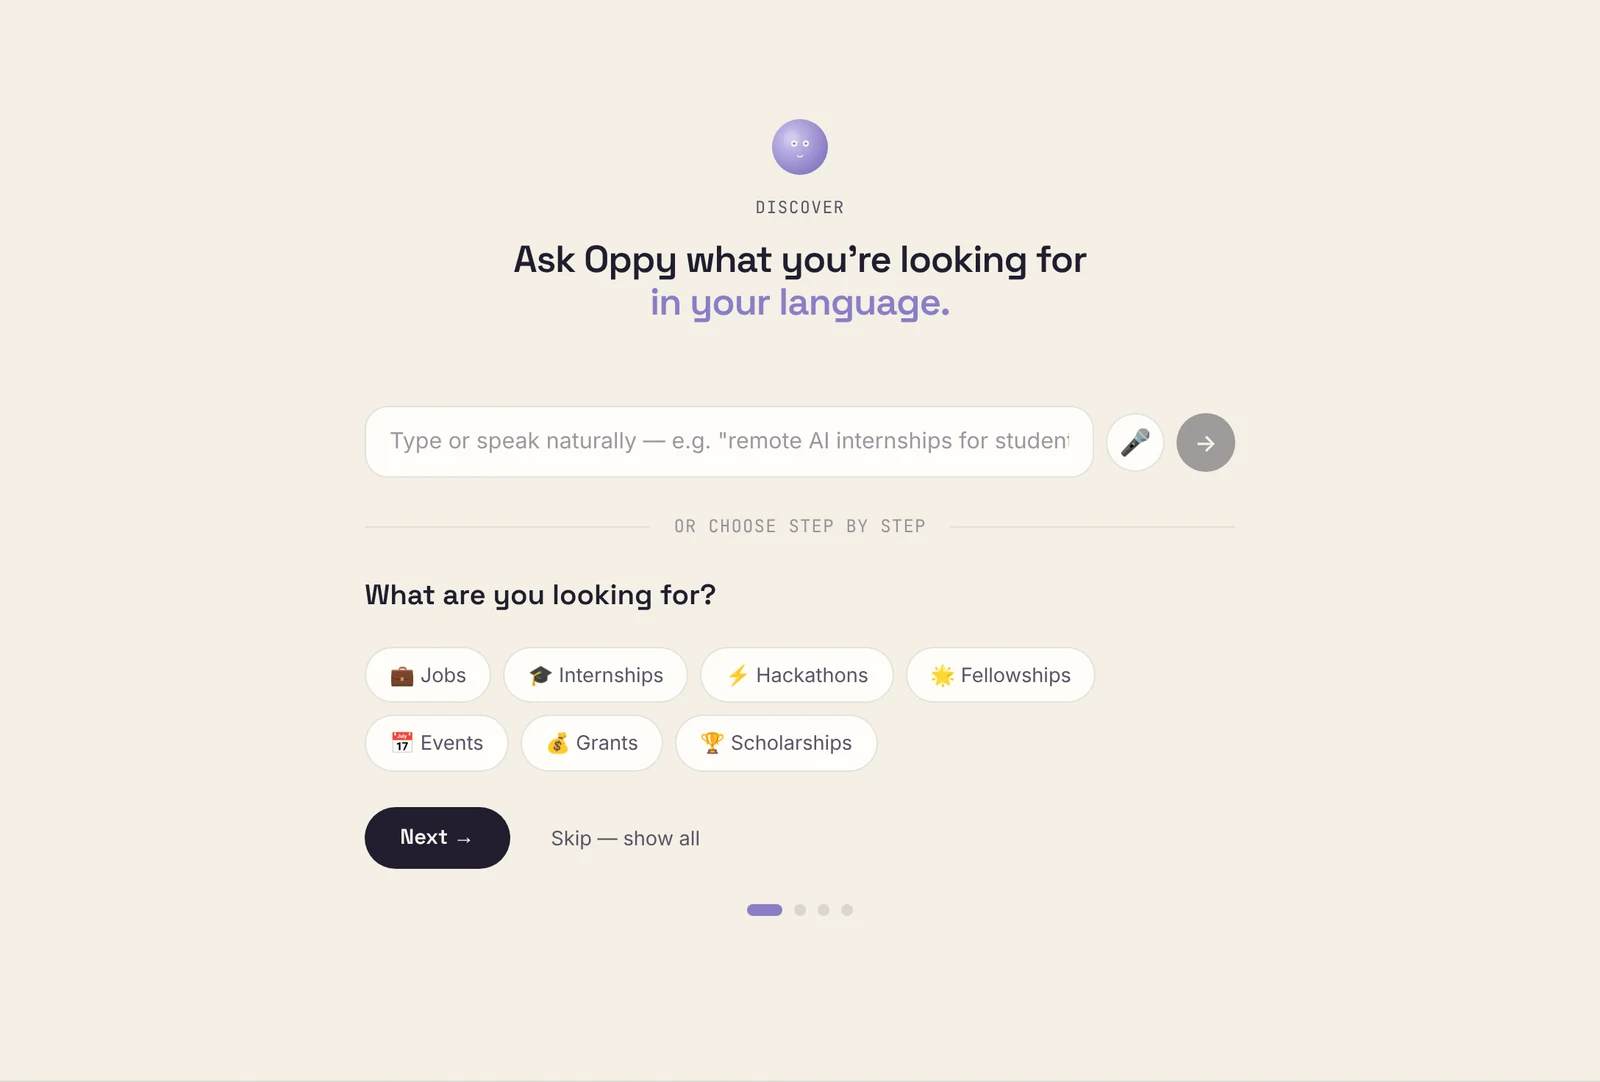 DISCOVER
Ask Oppy what you’re looking for
in your language.
Type or speak naturally — e.g. "remote AI internships for student
OR CHOOSE STEP BY STEP
What are you looking for?
💼 Jobs 🎓 Internships ⚡ Hackathons 🌟 Fellowships
📅 Events 💰 Grants 🏆 Scholarships
Next → Skip — show all